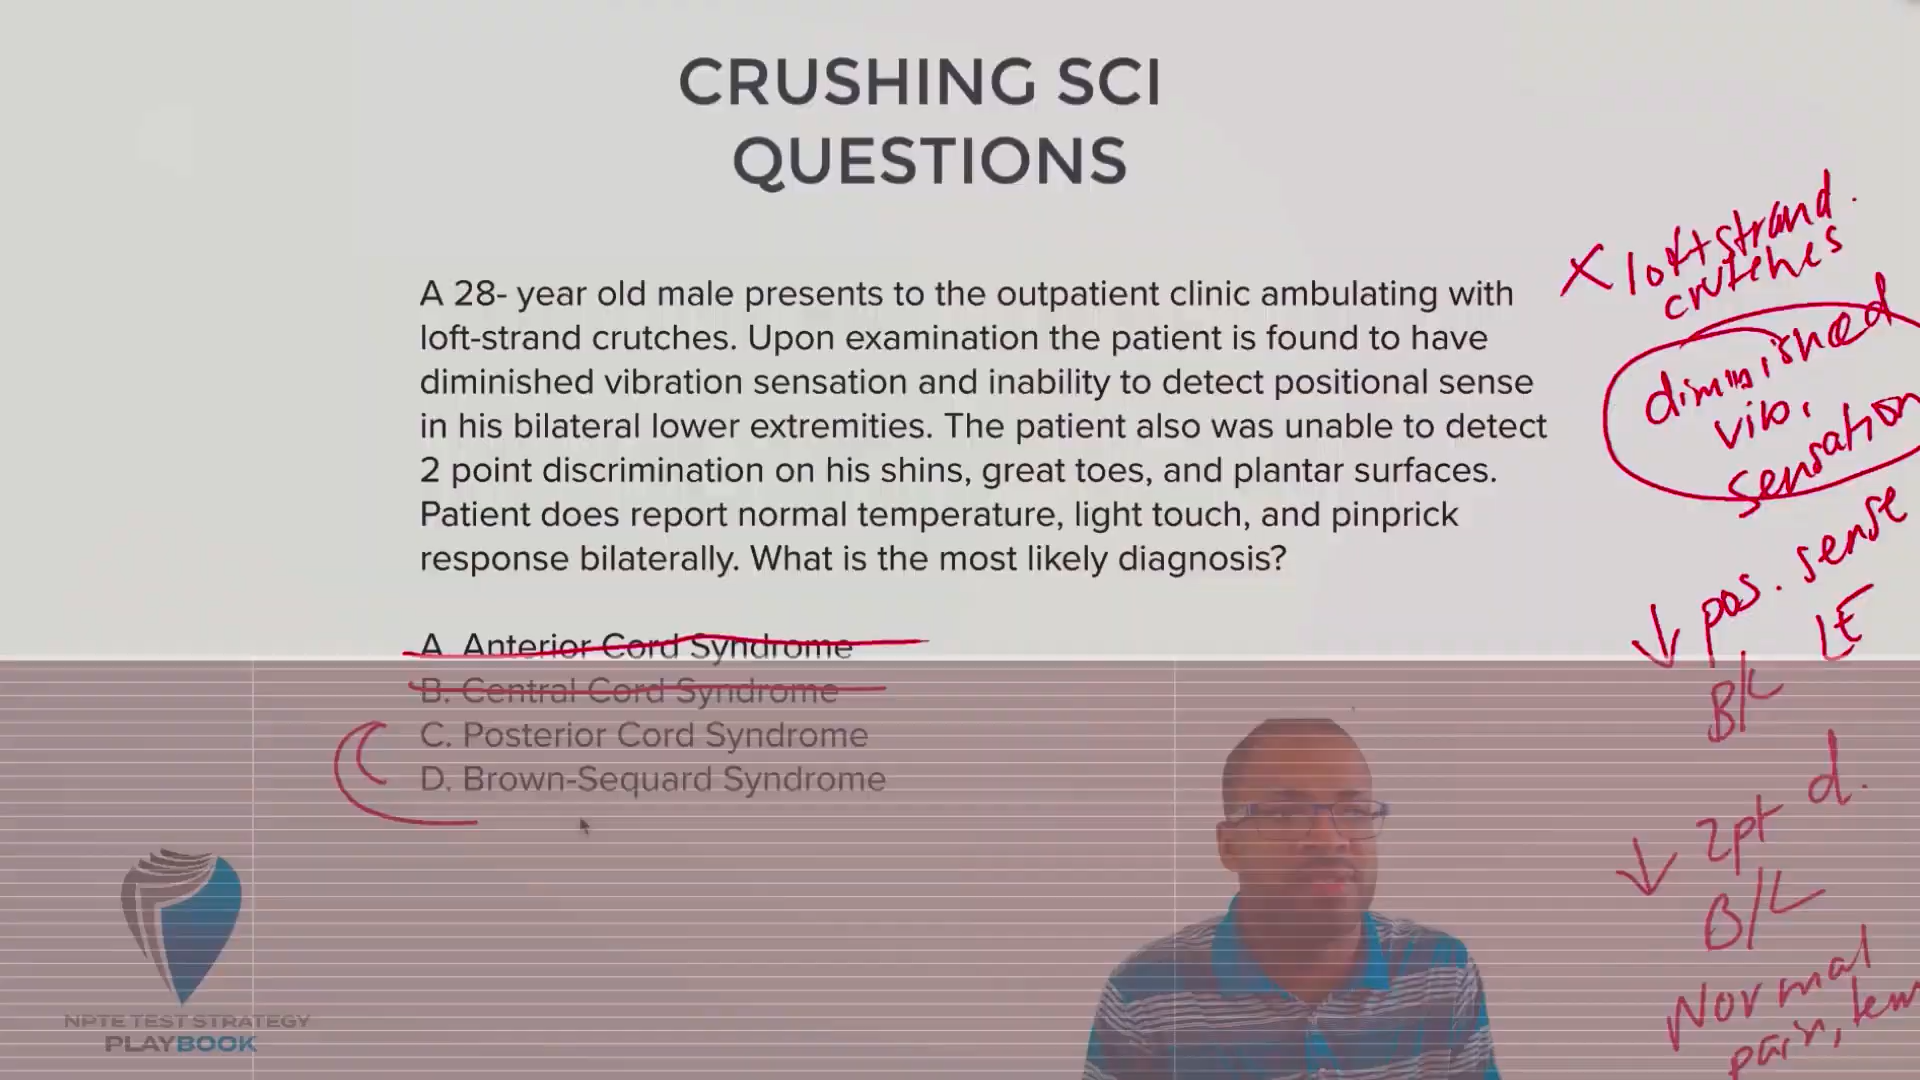 CRUSHING SCI
QUESTIONS
A 28- year old male presents to the outpatient clinic ambulating with
loft-strand crutches. Upon examination the patient is found to have
diminished vibration sensation and inability to detect positional sense
in his bilateral lower extremities. The patient also was unable to detect
2 point discrimination on his shins, great toes, and plantar surfaces.
Patient does report normal temperature, light touch, and pinprick
response bilaterally. What is the most likely diagnosis?
A. Anterior Cord Syndrome
B. Central Cord Syndrome
C. Posterior Cord Syndrome
D. Brown-Sequard Syndrome
X loftstrand.
crutches
diminished
vib.
sensation
↓ pos. sense
B/L LE
↓ 2pt d.
B/L
Normal
pain, tem
NPTE TEST STRATEGY
PLAYBOOK